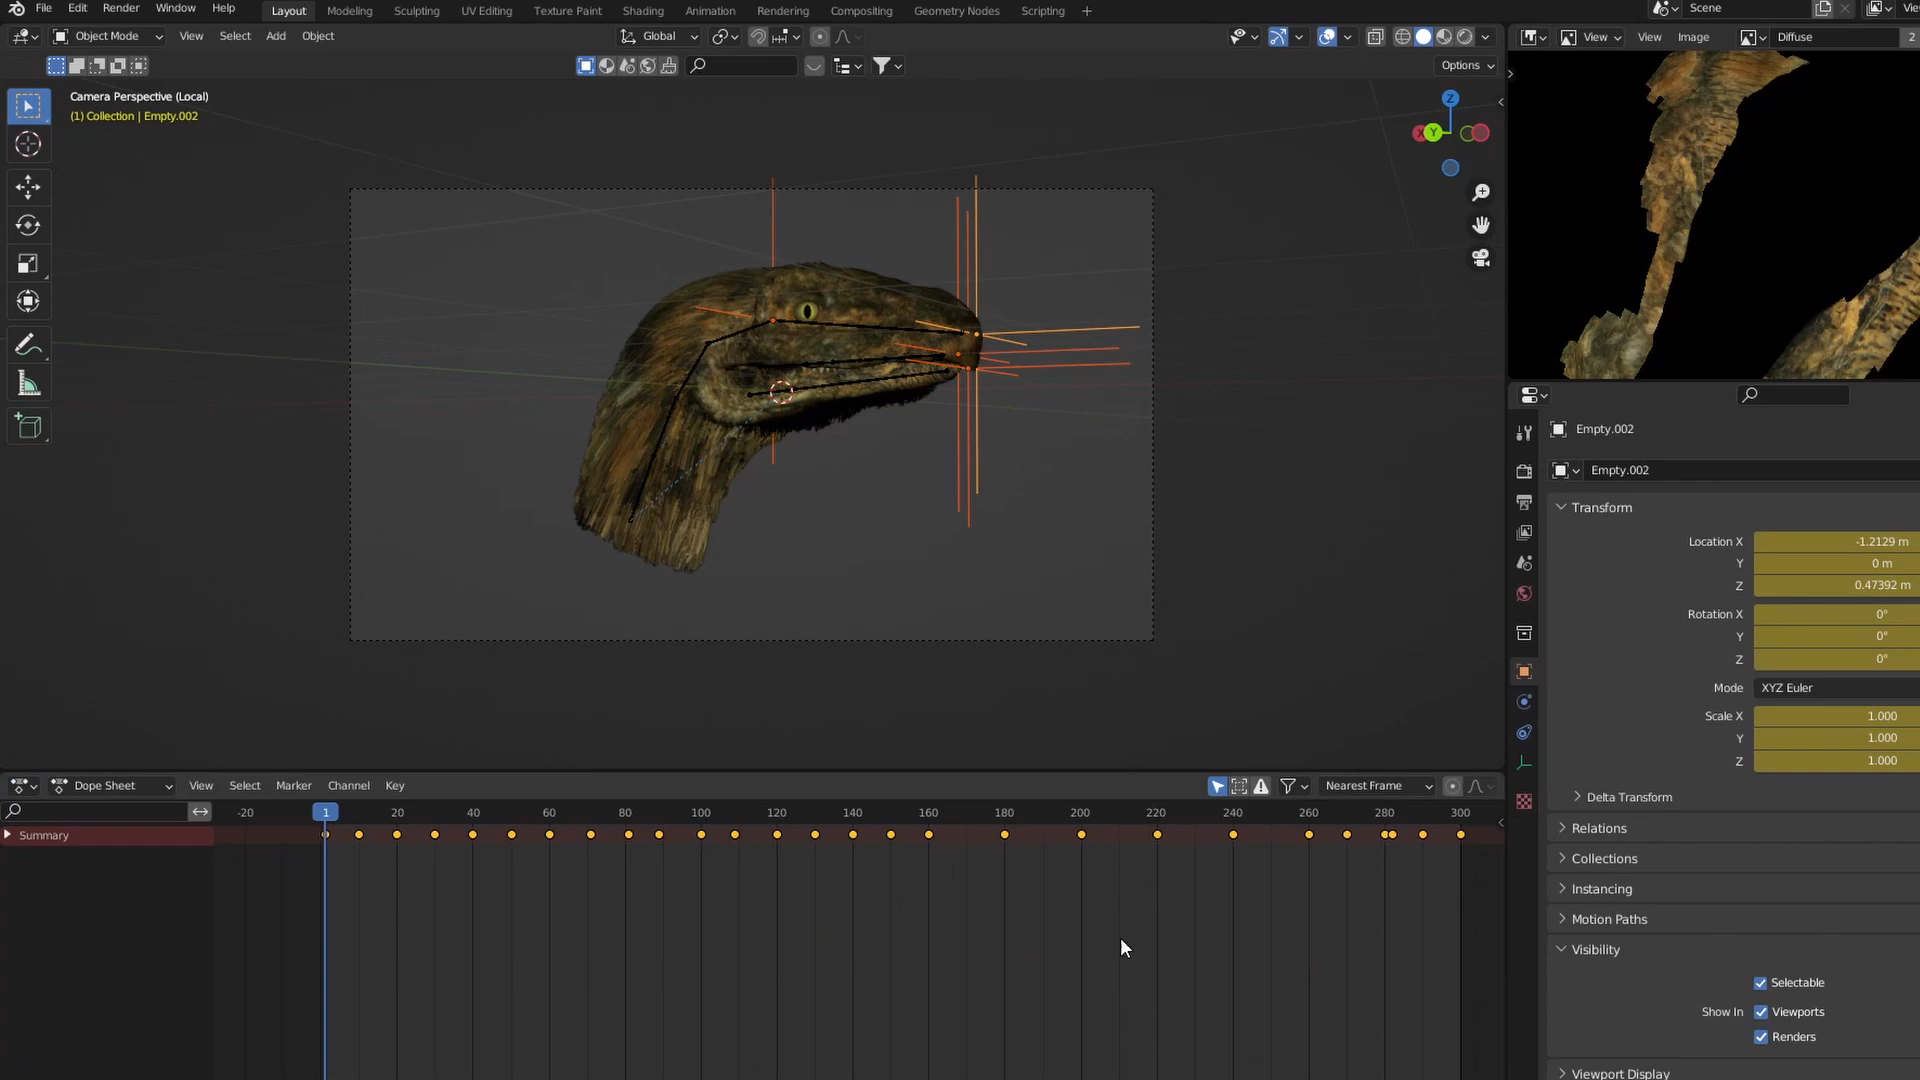 File Edit Render Window Help Layout Modeling Sculpting UV Editing Texture Paint Shading Animation Rendering Compositing Geometry Nodes Scripting + Scene
Object Mode View Select Add Object Global View View Image Diffuse 2
Options
Camera Perspective (Local)
(1) Collection | Empty.002
Z
X Y
Empty.002
Empty.002
Transform
Location X -1.2129 m
Y 0 m
Z 0.47392 m
Rotation X 0°
Y 0°
Z 0°
Mode XYZ Euler
Scale X 1.000
Y 1.000
Z 1.000
Delta Transform
Relations
Collections
Instancing
Motion Paths
Visibility
Selectable
Show In Viewports
Renders
Viewport Display
Dope Sheet View Select Marker Channel Key Nearest Frame
-20 1 20 40 60 80 100 120 140 160 180 200 220 240 260 280 300
Summary